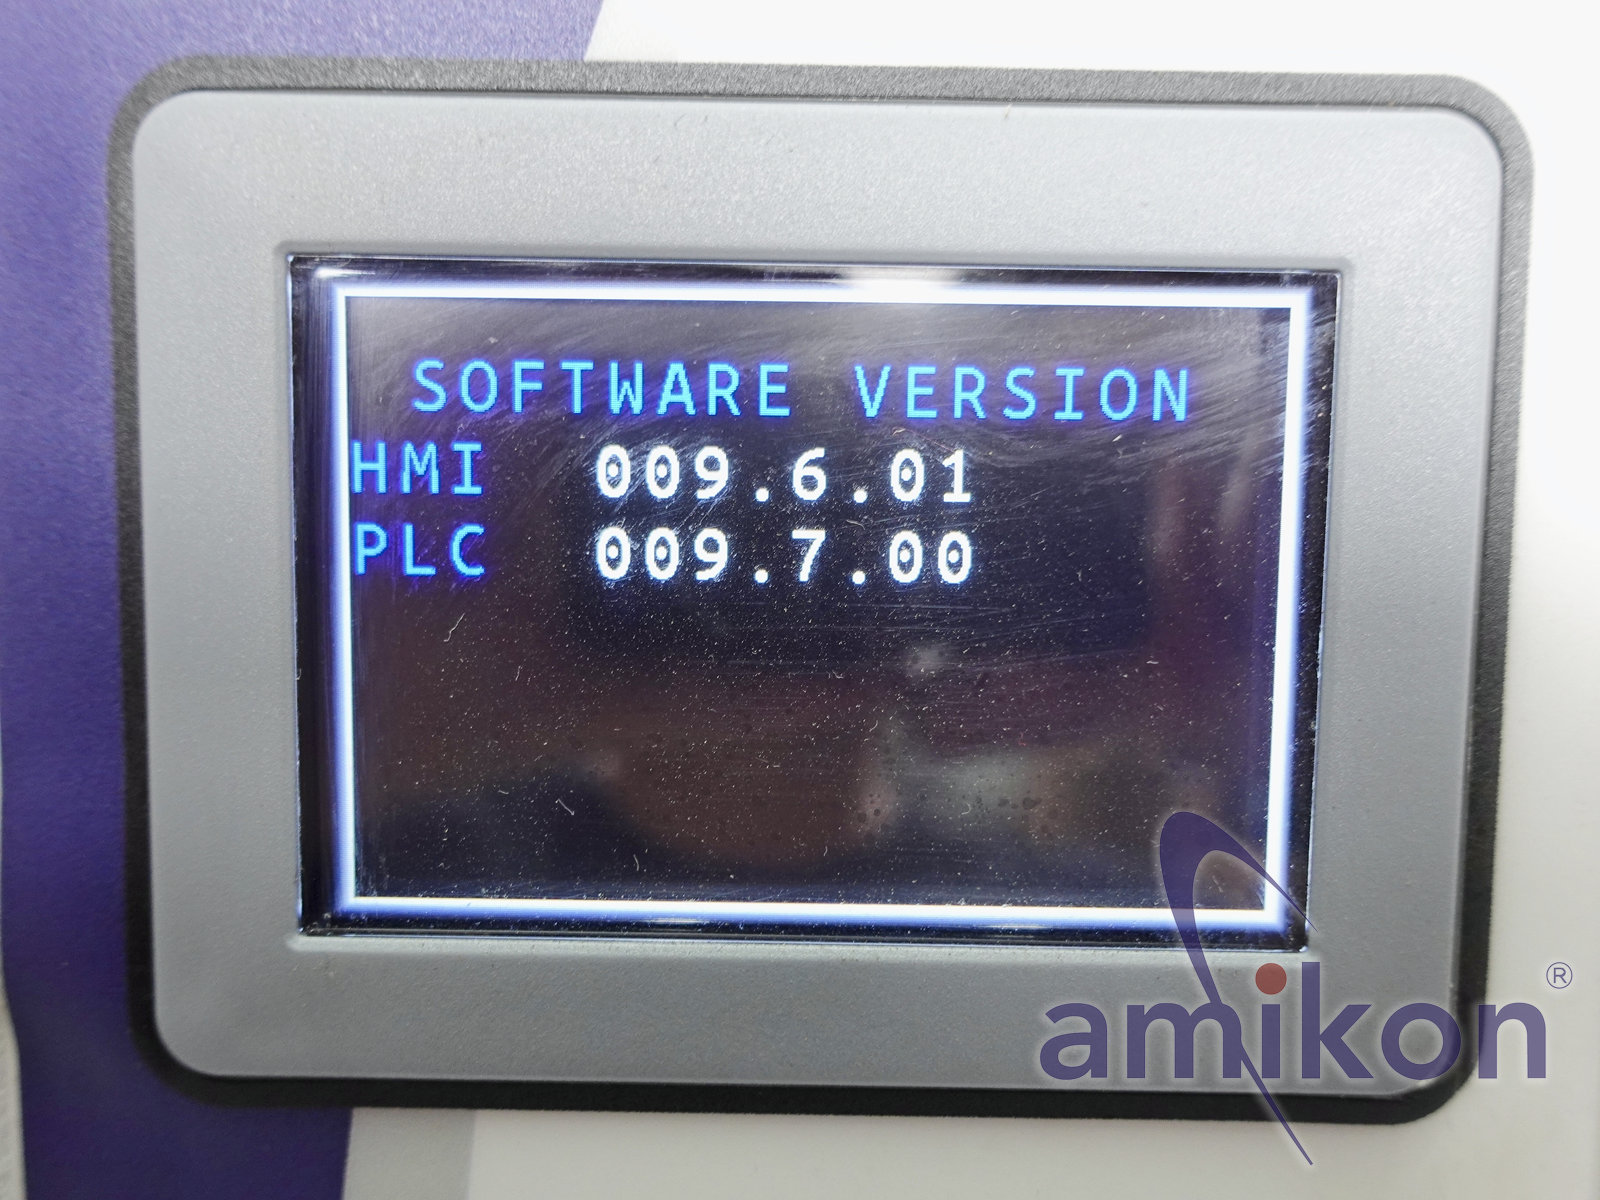 SOFTWARE VERSION
HMI 009.6.01
PLC 009.7.00
amikon®